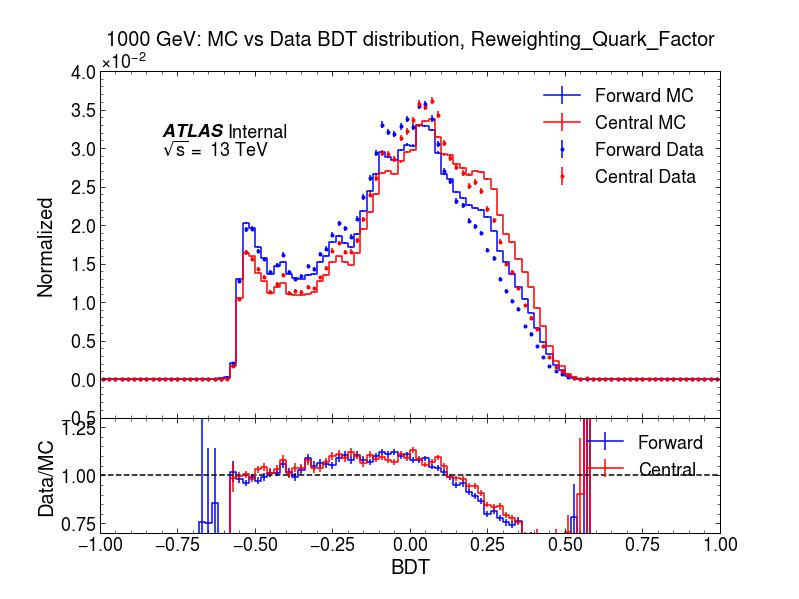 1000 GeV: MC vs Data BDT distribution, Reweighting_Quark_Factor
×10⁻²
4.0
3.5
3.0
2.5
2.0
1.5
1.0
0.5
0.0
−0.5
Normalized
ATLAS Internal
√s = 13 TeV
Forward MC
Central MC
Forward Data
Central Data
1.25
1.00
0.75
Data/MC
Forward
Central
−1.00 −0.75 −0.50 −0.25 0.00 0.25 0.50 0.75 1.00
BDT